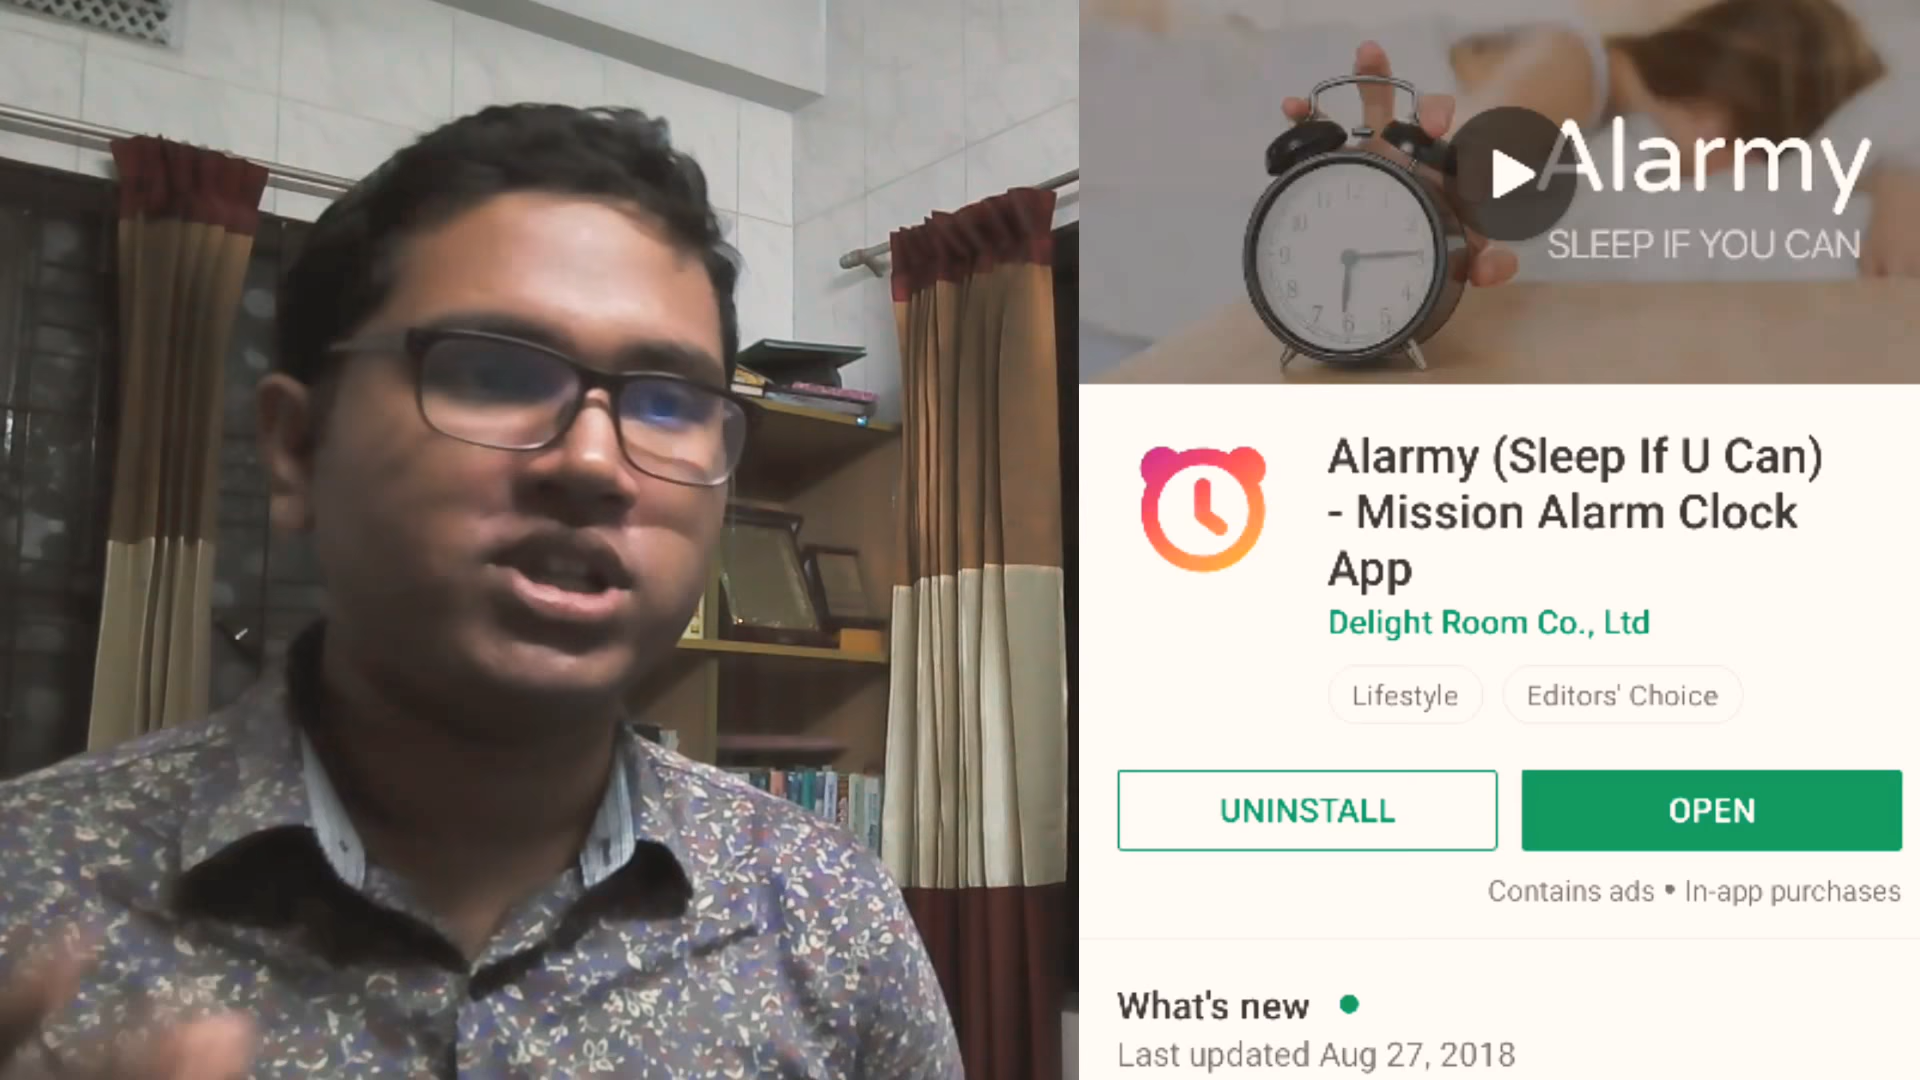 Alarmy
SLEEP IF YOU CAN
Alarmy (Sleep If U Can)
- Mission Alarm Clock
App
Delight Room Co., Ltd
Lifestyle
Editors' Choice
UNINSTALL
OPEN
Contains ads • In-app purchases
What's new
Last updated Aug 27, 2018